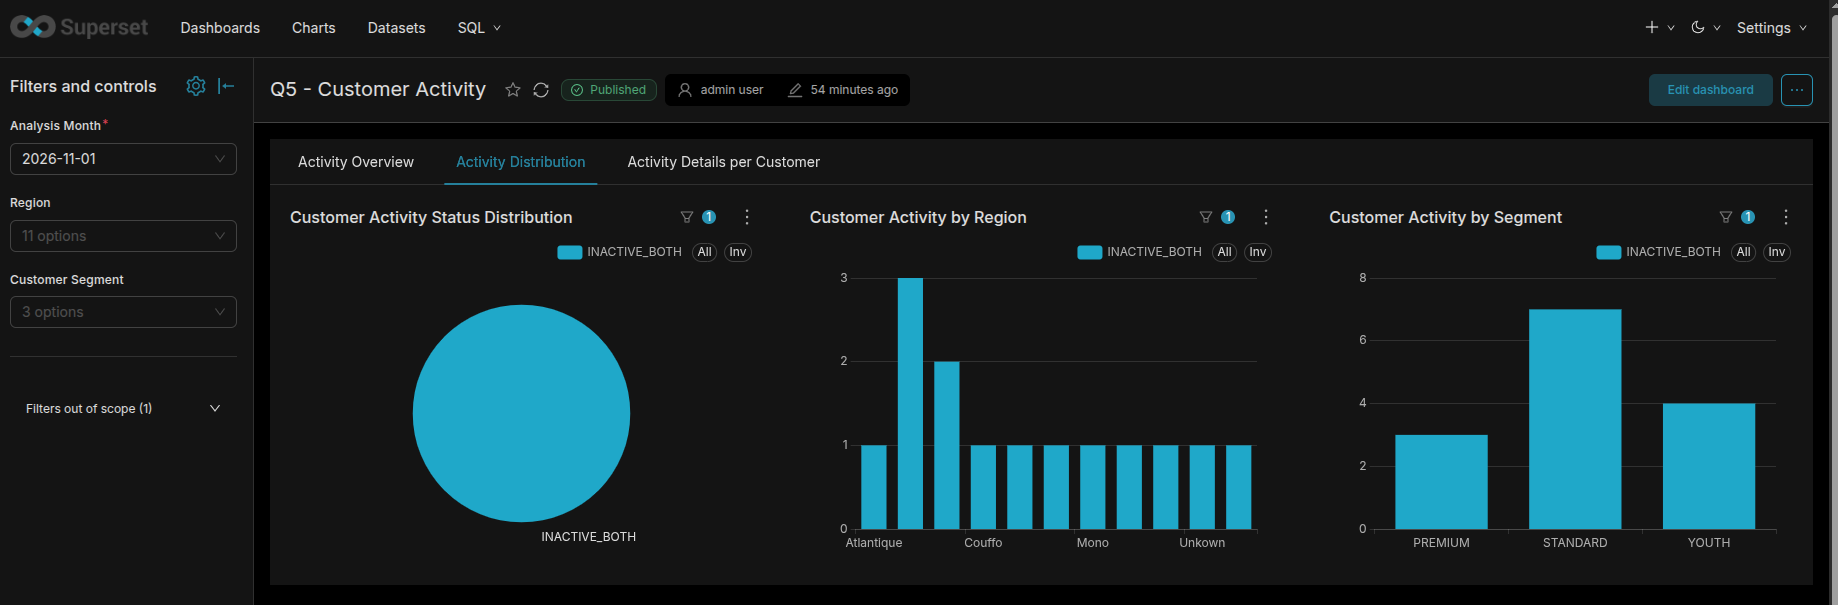 Superset Dashboards Charts Datasets SQL Settings
Filters and controls
Analysis Month*
2026-11-01
Region
11 options
Customer Segment
3 options
Filters out of scope (1)
Q5 - Customer Activity Published admin user 54 minutes ago Edit dashboard ...
Activity Overview Activity Distribution Activity Details per Customer
Customer Activity Status Distribution 1
INACTIVE_BOTH All Inv
INACTIVE_BOTH
Customer Activity by Region 1
INACTIVE_BOTH All Inv
3
2
1
0
Atlantique Couffo Mono Unkown
Customer Activity by Segment 1
INACTIVE_BOTH All Inv
8
6
4
2
0
PREMIUM STANDARD YOUTH